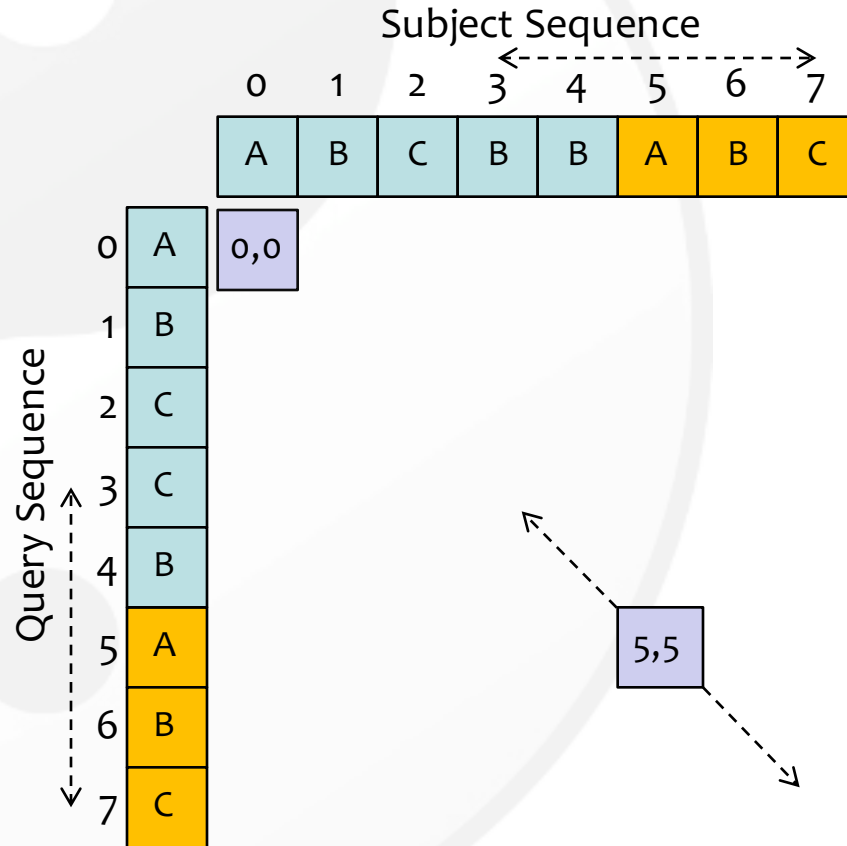 Subject Sequence
0 1 2 3 4 5 6 7
A B C B B A B C
0 A 0,0
1 B
2 C
3 C
4 B
5 A 5,5
6 B
7 C
Query Sequence